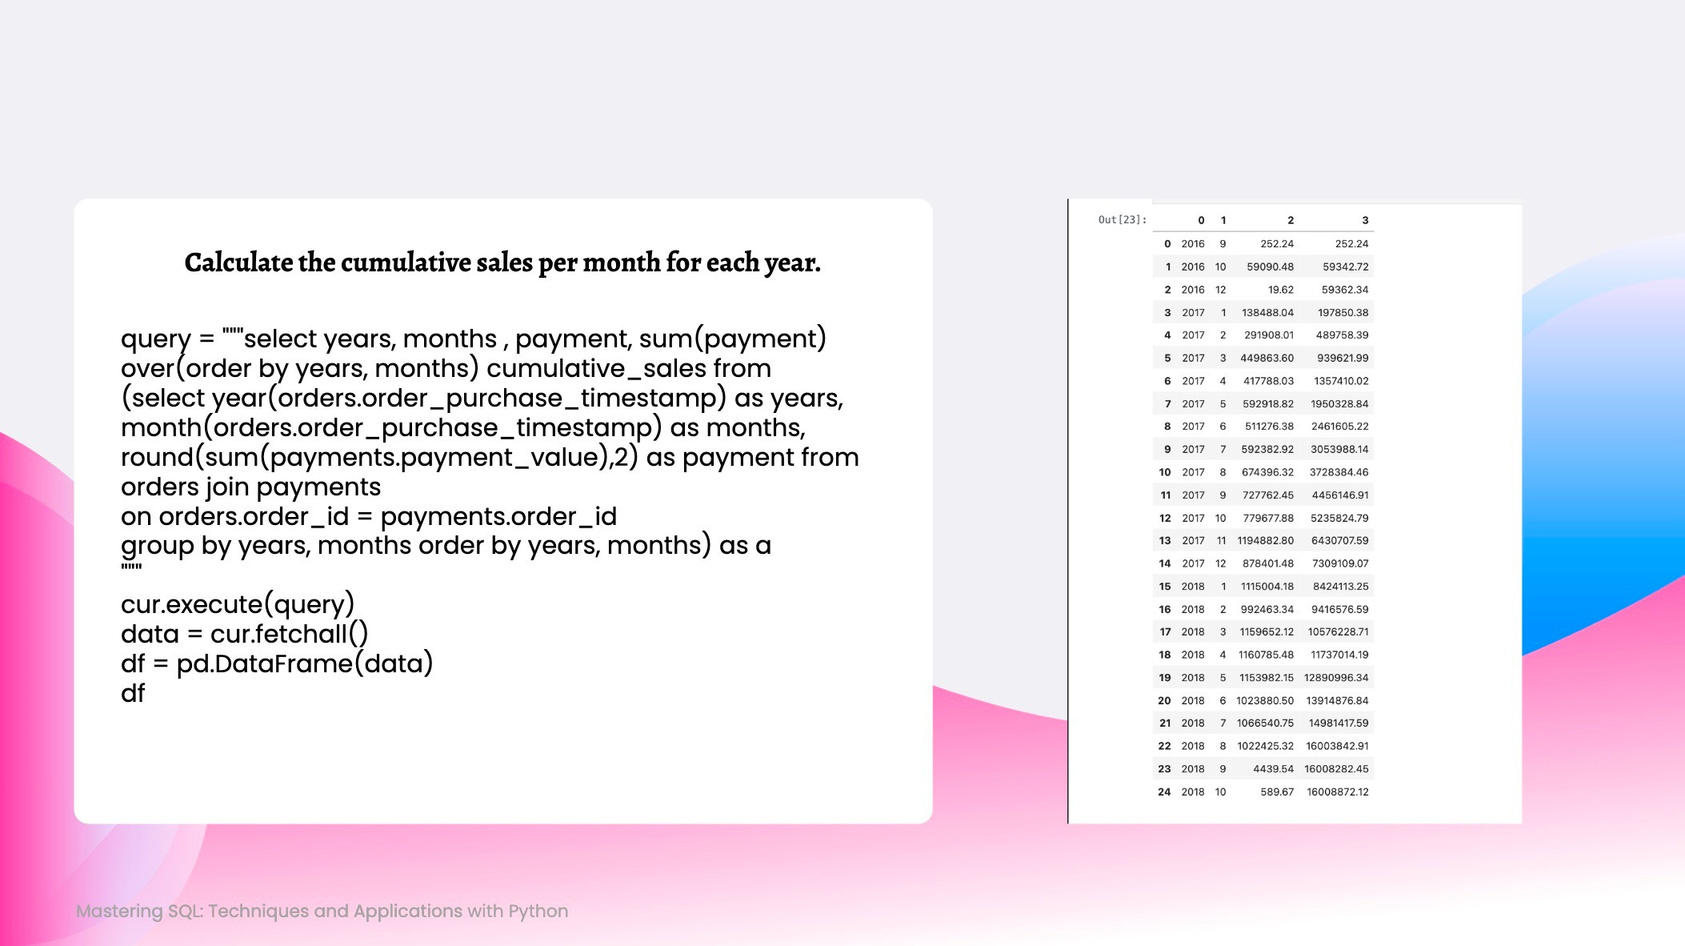 Calculate the cumulative sales per month for each year.
query = """select years, months , payment, sum(payment)
over(order by years, months) cumulative_sales from
(select year(orders.order_purchase_timestamp) as years,
month(orders.order_purchase_timestamp) as months,
round(sum(payments.payment_value),2) as payment from
orders join payments
on orders.order_id = payments.order_id
group by years, months order by years, months) as a
"""
cur.execute(query)
data = cur.fetchall()
df = pd.DataFrame(data)
df
Out[23]: 0 1 2 3
0 2016 9 252.24 252.24
1 2016 10 59090.48 59342.72
2 2016 12 19.62 59362.34
3 2017 1 138488.04 197850.38
4 2017 2 291908.01 489758.39
5 2017 3 449863.60 939621.99
6 2017 4 417788.03 1357410.02
7 2017 5 592918.82 1950328.84
8 2017 6 511276.38 2461605.22
9 2017 7 592382.92 3053988.14
10 2017 8 674396.32 3728384.46
11 2017 9 727762.45 4456146.91
12 2017 10 779677.88 5235824.79
13 2017 11 1194882.80 6430707.59
14 2017 12 878401.48 7309109.07
15 2018 1 1115004.18 8424113.25
16 2018 2 992463.34 9416576.59
17 2018 3 1159652.12 10576228.71
18 2018 4 1160785.48 11737014.19
19 2018 5 1153982.15 12890996.34
20 2018 6 1023880.50 13914876.84
21 2018 7 1066540.75 14981417.59
22 2018 8 1022425.32 16003842.91
23 2018 9 4439.54 16008282.45
24 2018 10 589.67 16008872.12
Mastering SQL: Techniques and Applications with Python